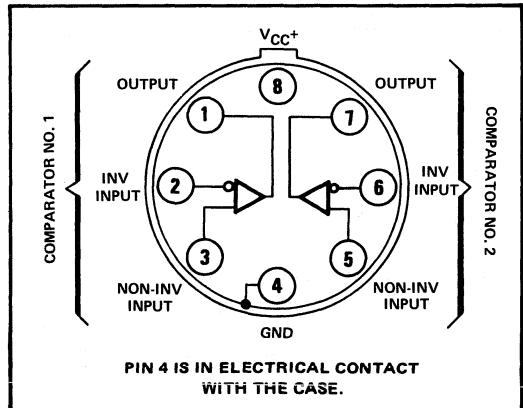 VCC+
OUTPUT
OUTPUT
8
1
7
COMPARATOR NO. 1
COMPARATOR NO. 2
INV
INPUT
2
6
INV
INPUT
3
5
4
NON-INV
INPUT
NON-INV
INPUT
GND
PIN 4 IS IN ELECTRICAL CONTACT
WITH THE CASE.